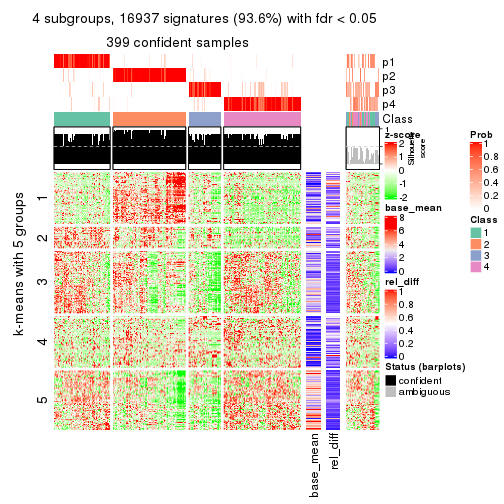 4 subgroups, 16937 signatures (93.6%) with fdr < 0.05
399 confident samples
p1
p2
p3
p4
Class
1
Silhouette
score
k-means with 5 groups
1
2
3
4
5
base_mean
rel_diff
z-score
2
1
0
-1
-2
base_mean
8
6
4
2
0
rel_diff
1
0.8
0.6
0.4
0.2
0
Status (barplots)
confident
ambiguous
Prob
1
0.8
0.6
0.4
0.2
0
Class
1
2
3
4